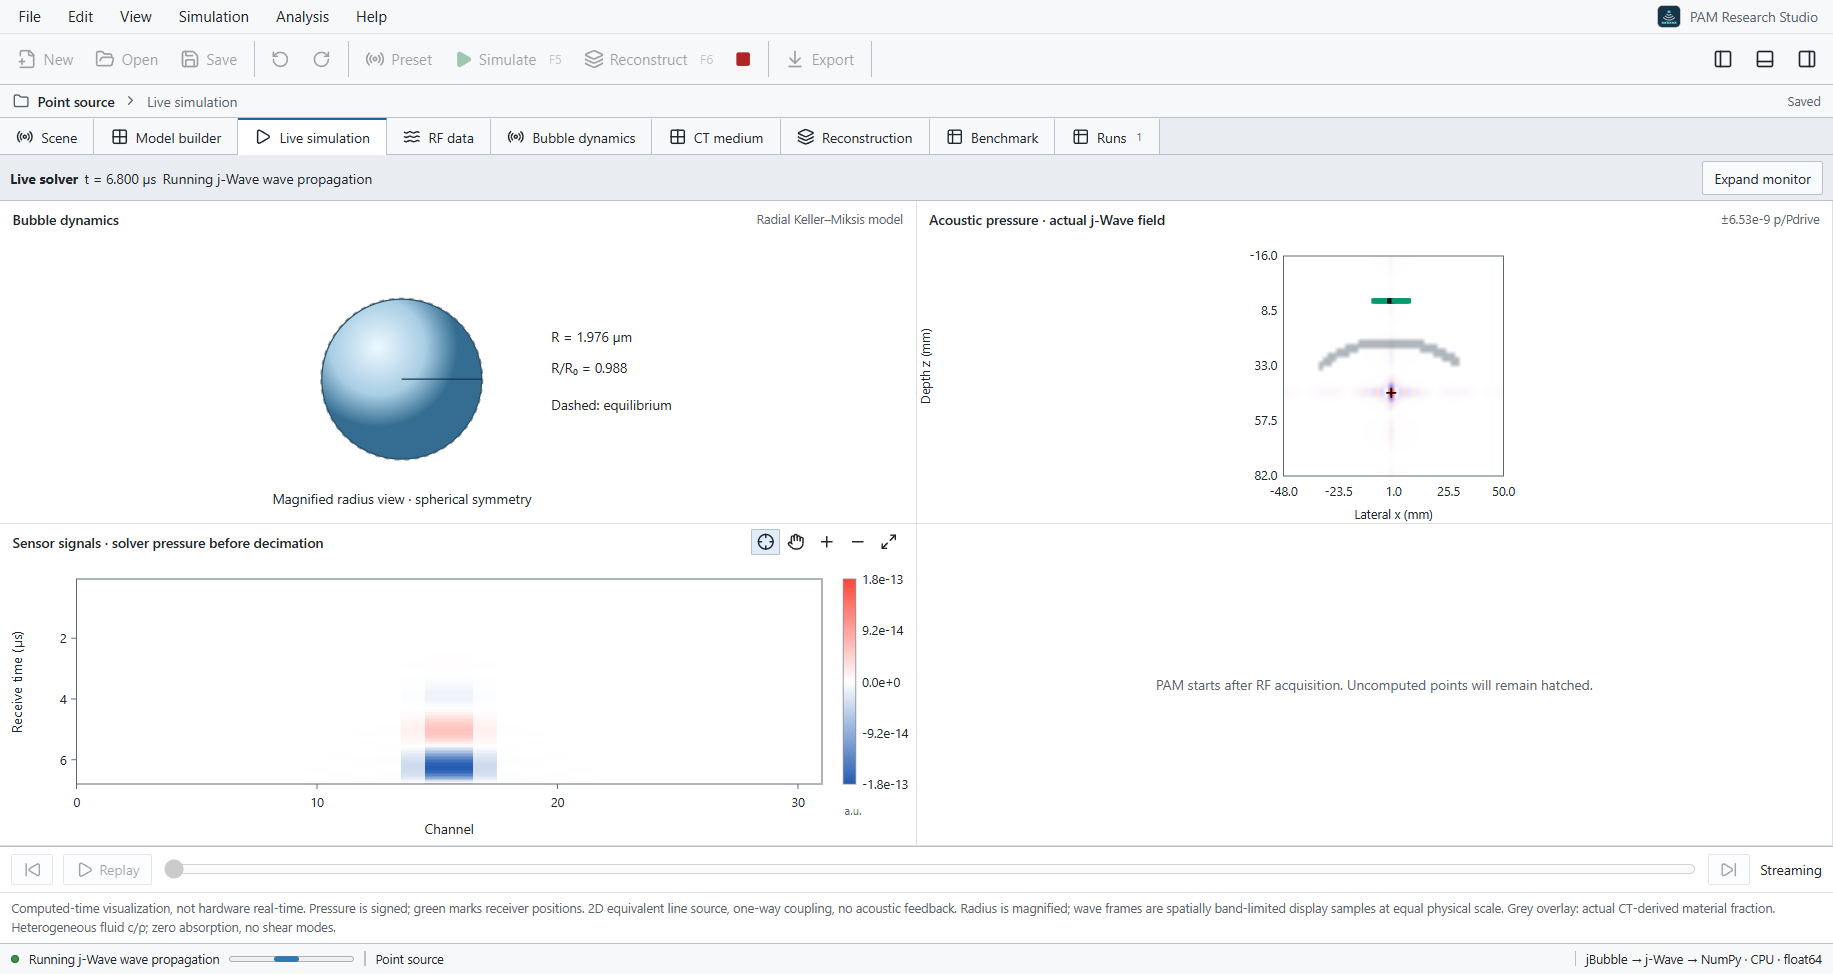 File Edit View Simulation Analysis Help PAM Research Studio
New Open Save Preset Simulate F5 Reconstruct F6 Export
Point source > Live simulation Saved
Scene Model builder Live simulation RF data Bubble dynamics CT medium Reconstruction Benchmark Runs 1
Live solver t = 6.800 µs Running j-Wave wave propagation Expand monitor
Bubble dynamics Radial Keller–Miksis model
R = 1.976 µm
R/R₀ = 0.988
Dashed: equilibrium
Magnified radius view · spherical symmetry
Acoustic pressure · actual j-Wave field ±6.53e-9 p/Pdrive
Depth z (mm)
-16.0
8.5
33.0
57.5
82.0
-48.0 -23.5 1.0 25.5 50.0
Lateral x (mm)
Sensor signals · solver pressure before decimation
Receive time (µs)
2
4
6
0 10 20 30
Channel
1.8e-13
9.2e-14
0.0e+0
-9.2e-14
-1.8e-13
a.u.
PAM starts after RF acquisition. Uncomputed points will remain hatched.
Replay Streaming
Computed-time visualization, not hardware real-time. Pressure is signed; green marks receiver positions. 2D equivalent line source, one-way coupling, no acoustic feedback. Radius is magnified; wave frames are spatially band-limited display samples at equal physical scale. Grey overlay: actual CT-derived material fraction.
Heterogeneous fluid c/ρ; zero absorption, no shear modes.
Running j-Wave wave propagation Point source jBubble → j-Wave → NumPy · CPU · float64